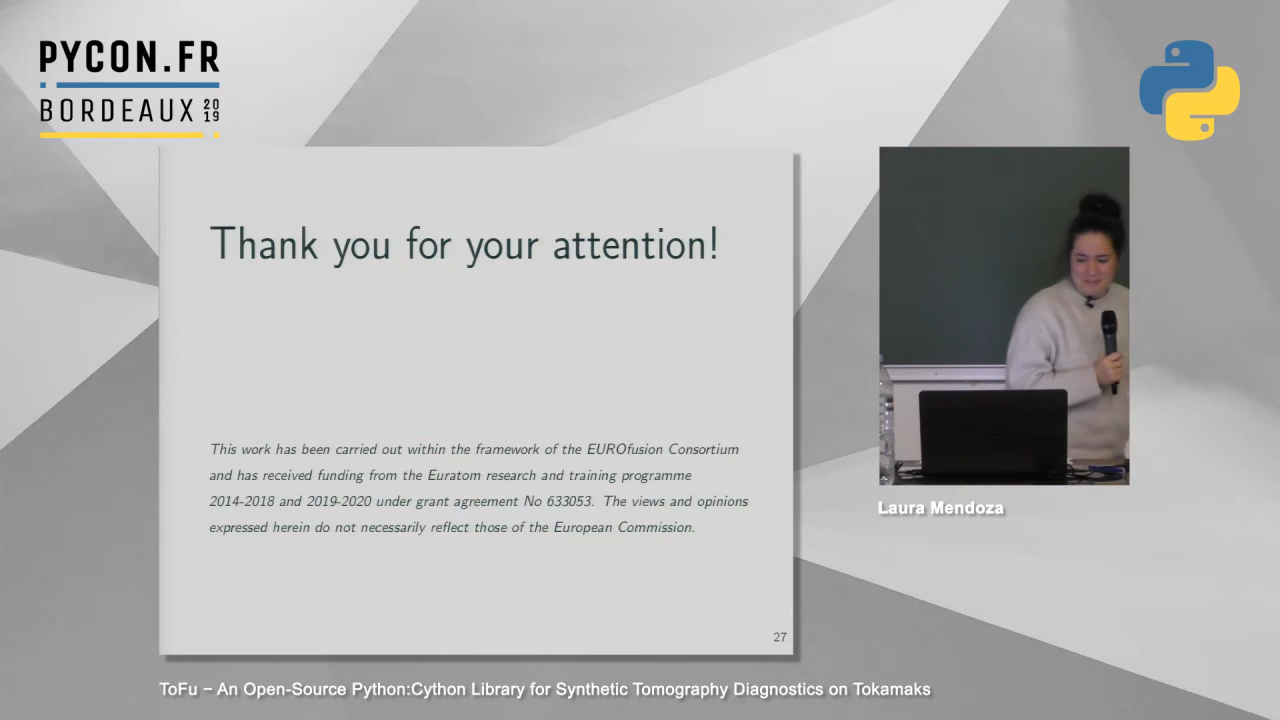 PYCON.FR
BORDEAUX 2019
Thank you for your attention!
This work has been carried out within the framework of the EUROfusion Consortium
and has received funding from the Euratom research and training programme
2014-2018 and 2019-2020 under grant agreement No 633053. The views and opinions
expressed herein do not necessarily reflect those of the European Commission.
27
Laura Mendoza
ToFu – An Open-Source Python:Cython Library for Synthetic Tomography Diagnostics on Tokamaks